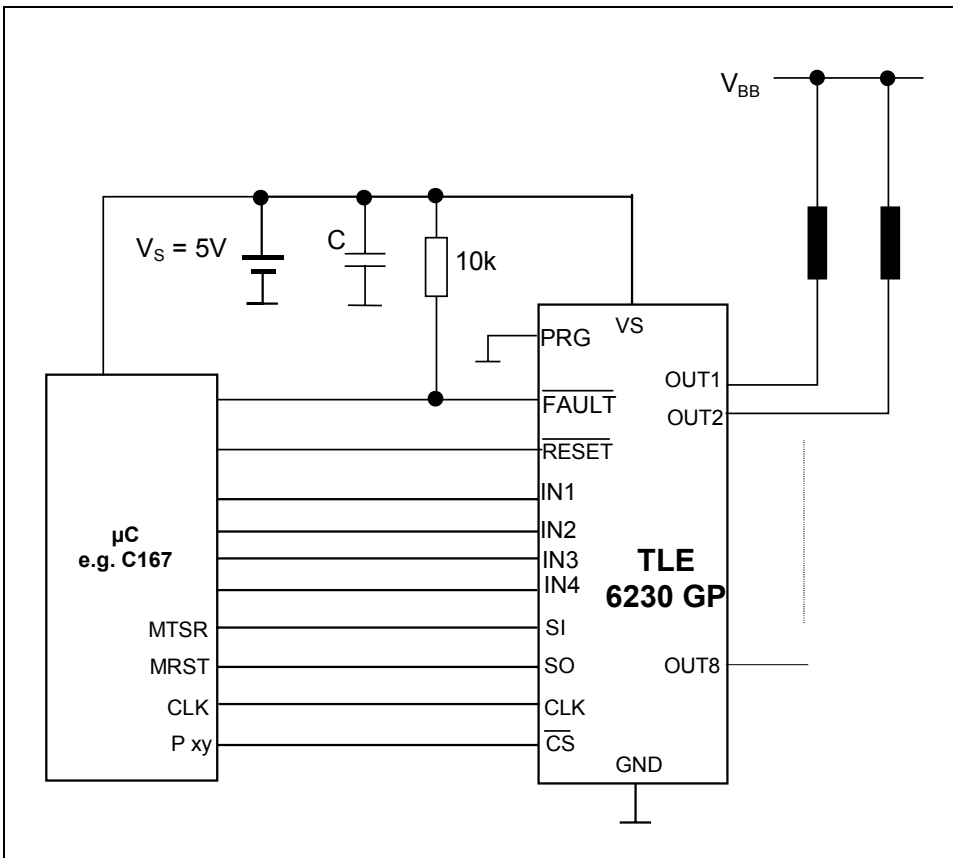 V_BB
V_S = 5V
C
10k
VS
PRG
OUT1
FAULT
OUT2
RESET
IN1
µC
e.g. C167
IN2
IN3
TLE
6230 GP
IN4
MTSR
SI
MRST
SO
OUT8
CLK
CLK
P xy
CS
GND